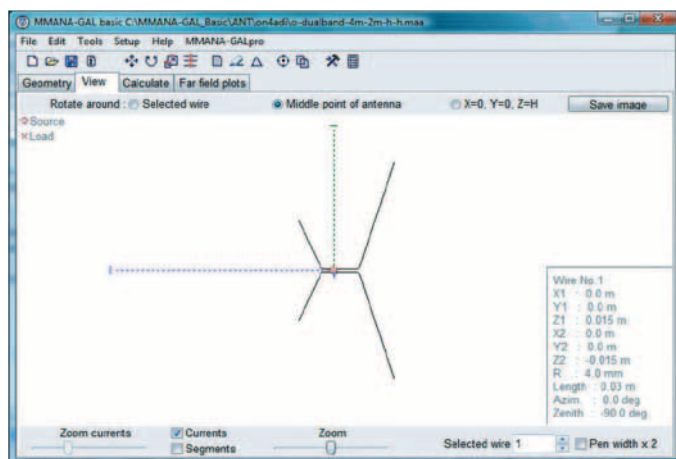 MMANA-GAL basic C:\MMANA-GAL_Basic\ANT\on4adi\o-dualband-4m-2m-h-h.maa
File Edit Tools Setup Help MMANA-GALpro
Geometry View Calculate Far field plots
Rotate around : Selected wire Middle point of antenna X=0, Y=0, Z=H Save image
Source
Load
Wire No.1
X1 : 0.0 m
Y1 : 0.0 m
Z1 : 0.015 m
X2 : 0.0 m
Y2 : 0.0 m
Z2 : -0.015 m
R : 4.0 mm
Length : 0.03 m
Azim. : 0.0 deg
Zenith : -90.0 deg
Zoom currents Currents Zoom
Segments Selected wire 1 Pen width x 2